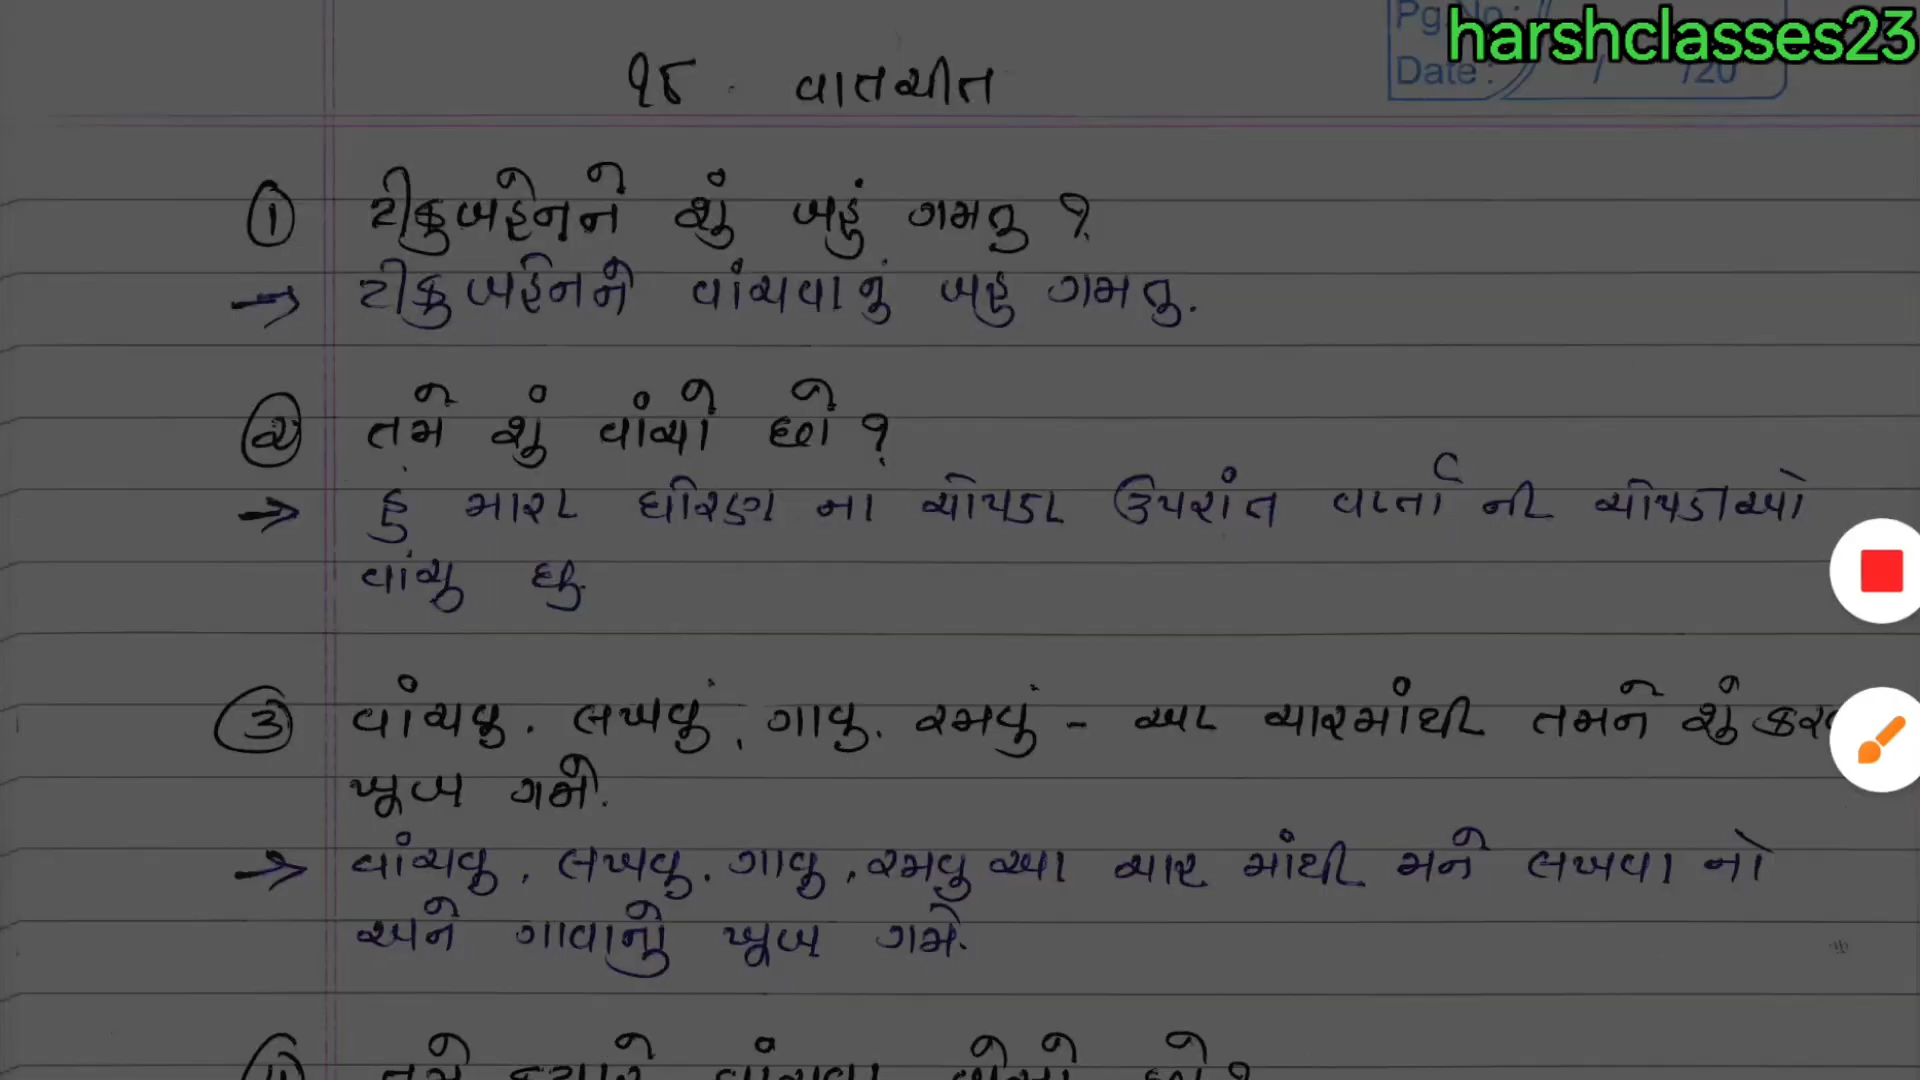 Pg.No:
harshclasses23
Date: / /20
૧૮. વાતચીત
① ટીકુબહેનને શું બહું ગમતુ ?
→ ટીકુબહેનને વાંચવાનું બહુ ગમતુ.
② તમે શું વાંચો છો ?
→ હું મારા ધોરણ ના ચોપડા ઉપરાંત વાર્તા ની ચોપડીઓ
વાંચુ છુ.
③ વાંચવુ. લખવું, ગાવુ. રમવું - આ ચારમાંથી તમને શું
ખૂબ ગમે.
→ વાંચવુ, લખવુ. ગાવુ, રમવુ આ ચાર માંથી મને લખવા નો
અને ગાવાનો ખૂબ ગમે.